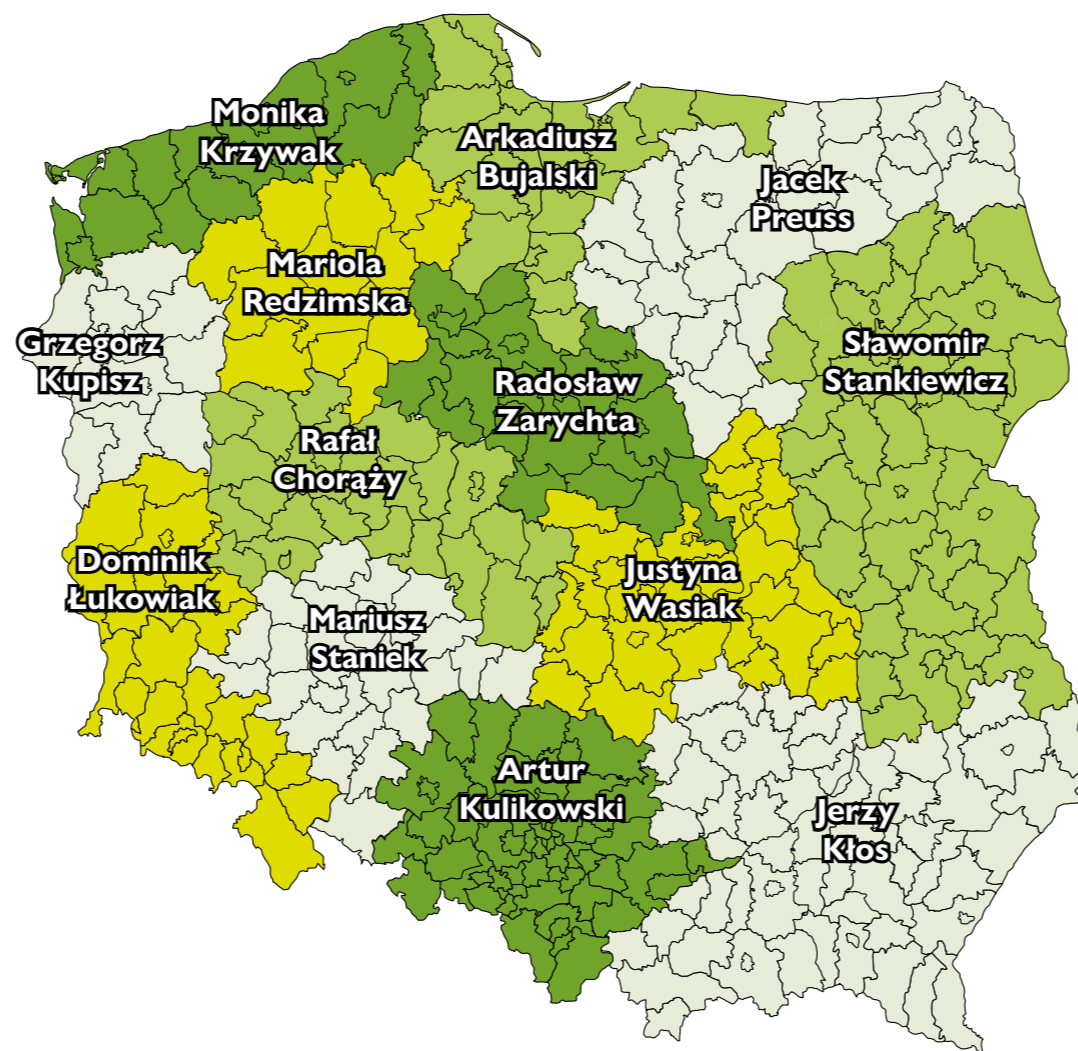 Monika
Krzywak
Arkadiusz
Bujalski
Jacek
Preuss
Mariola
Redzimska
Grzegorz
Kupisz
Sławomir
Stankiewicz
Radosław
Zarychta
Rafał
Chorąży
Dominik
Łukowiak
Justyna
Wasiak
Mariusz
Staniek
Artur
Kulikowski
Jerzy
Kłos